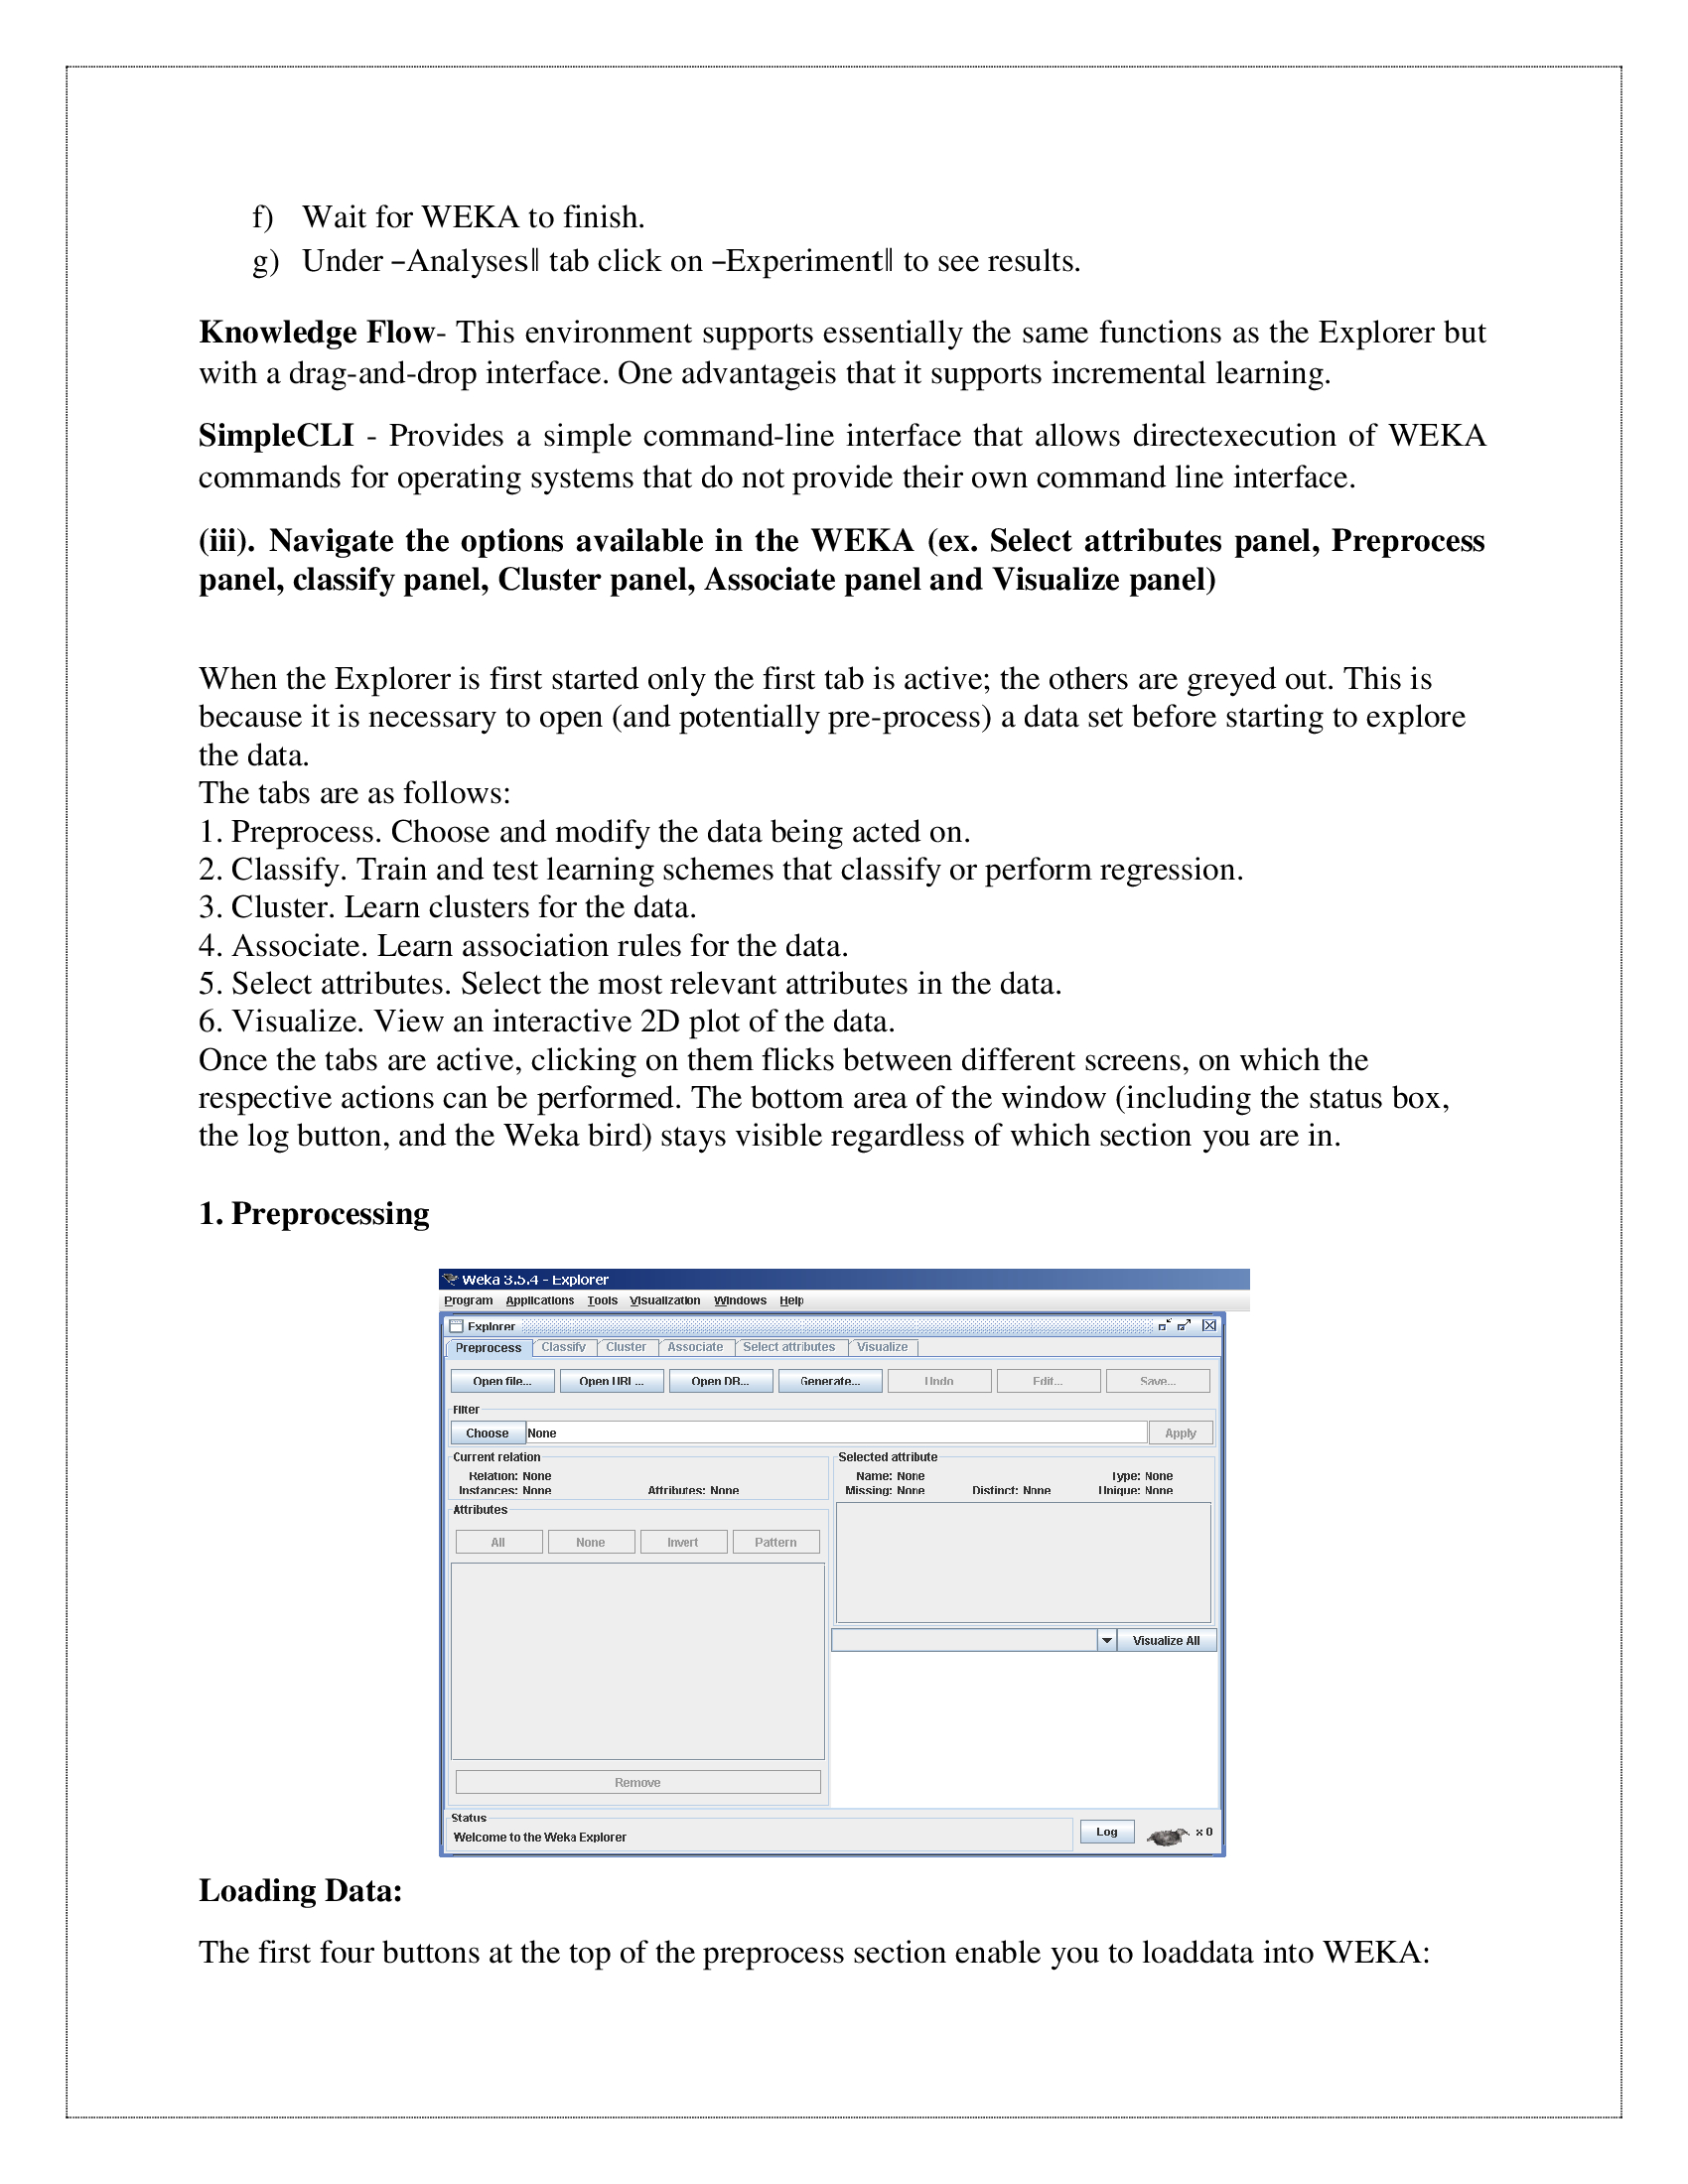 f) Wait for WEKA to finish.
g) Under ―Analyses‖ tab click on ―Experiment‖ to see results.
Knowledge Flow- This environment supports essentially the same functions as the Explorer but
with a drag-and-drop interface. One advantageis that it supports incremental learning.
SimpleCLI - Provides a simple command-line interface that allows directexecution of WEKA
commands for operating systems that do not provide their own command line interface.
(iii). Navigate the options available in the WEKA (ex. Select attributes panel, Preprocess
panel, classify panel, Cluster panel, Associate panel and Visualize panel)
When the Explorer is first started only the first tab is active; the others are greyed out. This is
because it is necessary to open (and potentially pre-process) a data set before starting to explore
the data.
The tabs are as follows:
1. Preprocess. Choose and modify the data being acted on.
2. Classify. Train and test learning schemes that classify or perform regression.
3. Cluster. Learn clusters for the data.
4. Associate. Learn association rules for the data.
5. Select attributes. Select the most relevant attributes in the data.
6. Visualize. View an interactive 2D plot of the data.
Once the tabs are active, clicking on them flicks between different screens, on which the
respective actions can be performed. The bottom area of the window (including the status box,
the log button, and the Weka bird) stays visible regardless of which section you are in.
1. Preprocessing
Weka 3.5.4 - Explorer
Program Applications Tools Visualization Windows Help
Explorer
Preprocess Classify Cluster Associate Select attributes Visualize
Open file... Open URL... Open DB... Generate... Undo Edit... Save...
Filter
Choose None Apply
Current relation
Relation: None
Instances: None Attributes: None
Selected attribute
Name: None Type: None
Missing: None Distinct: None Unique: None
Attributes
All None Invert Pattern
Visualize All
Remove
Status
Welcome to the Weka Explorer
Log x 0
Loading Data:
The first four buttons at the top of the preprocess section enable you to loaddata into WEKA: